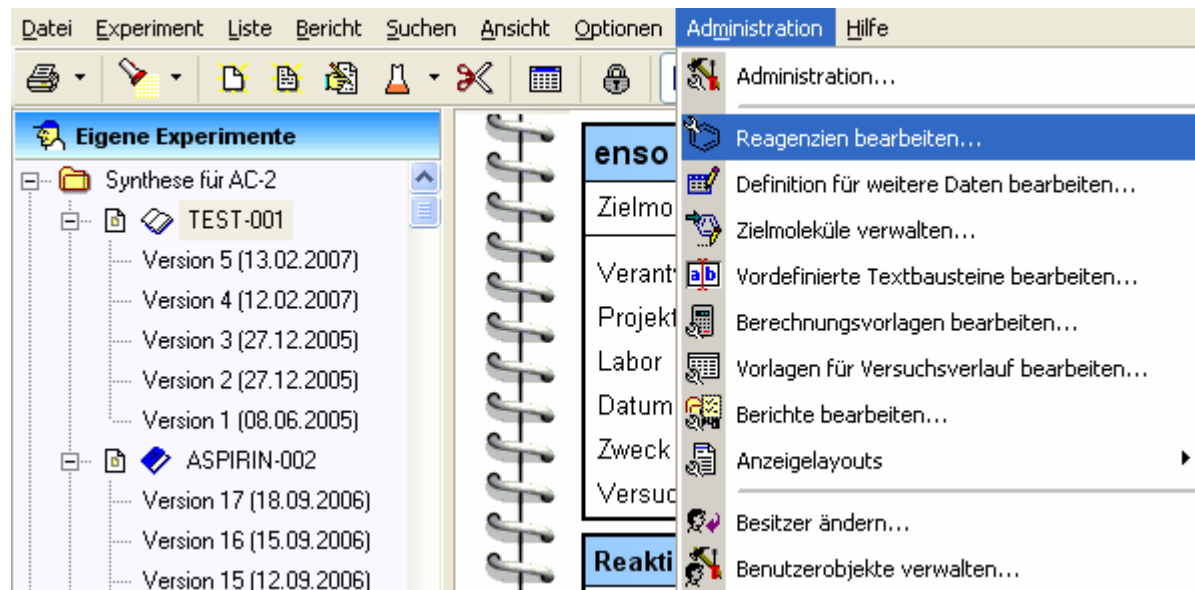 Datei Experiment Liste Bericht Suchen Ansicht Optionen Administration Hilfe
Eigene Experimente
Synthese für AC-2
TEST-001
Version 5 (13.02.2007)
Version 4 (12.02.2007)
Version 3 (27.12.2005)
Version 2 (27.12.2005)
Version 1 (08.06.2005)
ASPIRIN-002
Version 17 (18.09.2006)
Version 16 (15.09.2006)
Version 15 (12.09.2006)
enso
Zielmo
Verant
Projekt
Labor
Datum
Zweck
Versuc
Reakti
Administration...
Reagenzien bearbeiten...
Definition für weitere Daten bearbeiten...
Zielmoleküle verwalten...
ab Vordefinierte Textbausteine bearbeiten...
Berechnungsvorlagen bearbeiten...
Vorlagen für Versuchsverlauf bearbeiten...
Berichte bearbeiten...
Anzeigelayouts
Besitzer ändern...
Benutzerobjekte verwalten...